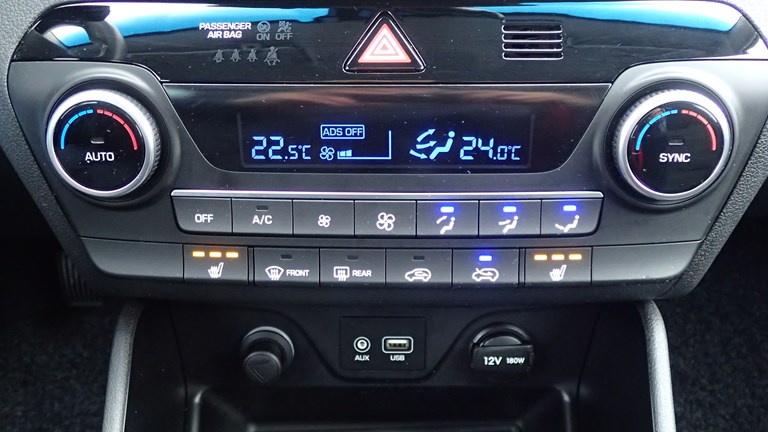 PASSENGER
AIR BAG
ON OFF
ADS OFF
22.5°C
24.0°C
AUTO
SYNC
OFF A/C
FRONT REAR
AUX USB
12V 180W